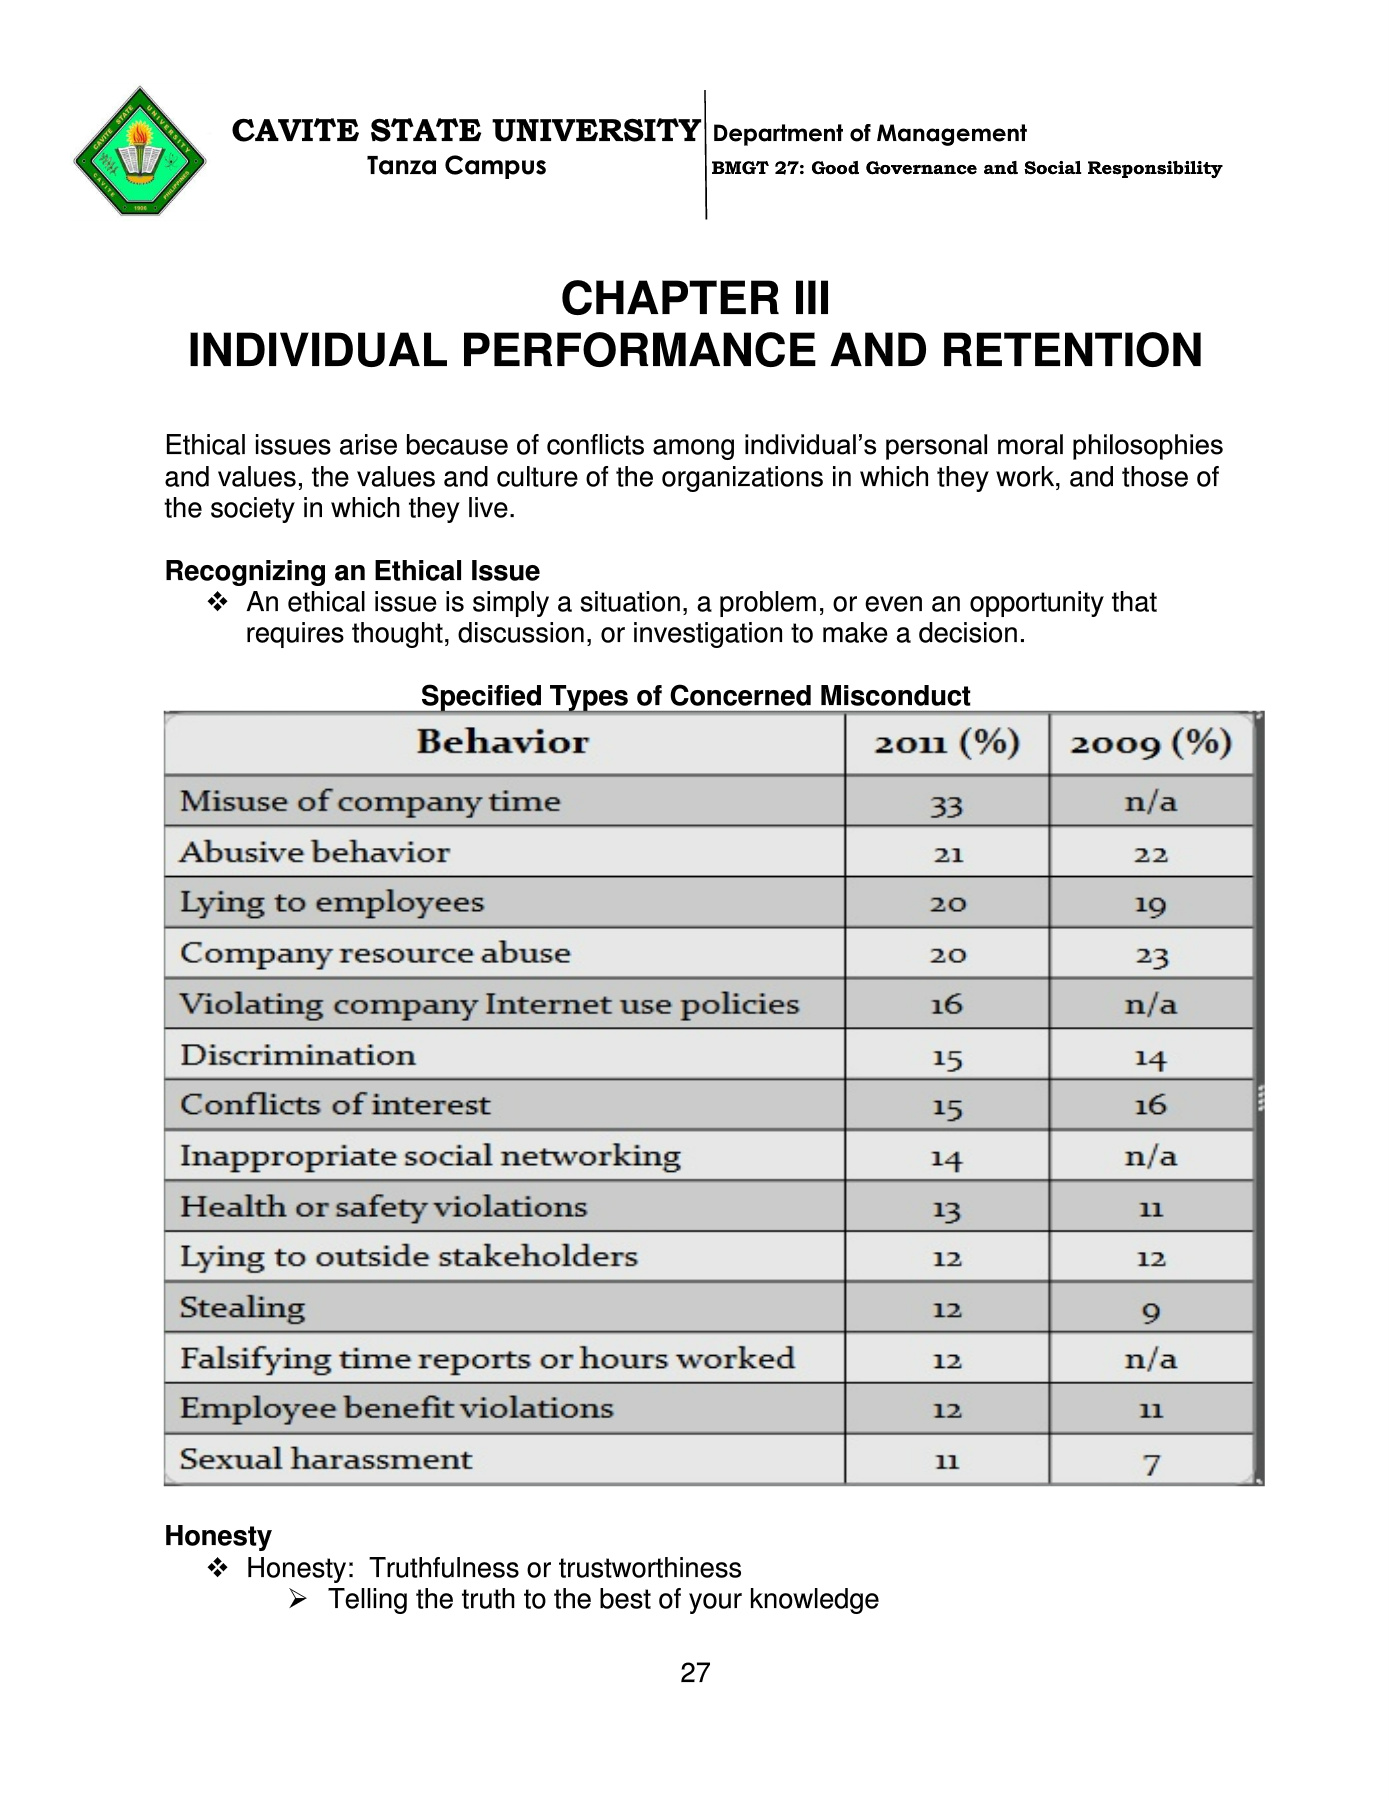 CAVITE STATE UNIVERSITY
Tanza Campus
Department of Management
BMGT 27: Good Governance and Social Responsibility
CAVITE STATE UNIVERSITY
CAVITE
PHILIPPINES
1906
CHAPTER III
INDIVIDUAL PERFORMANCE AND RETENTION
Ethical issues arise because of conflicts among individual’s personal moral philosophies
and values, the values and culture of the organizations in which they work, and those of
the society in which they live.
Recognizing an Ethical Issue
❖ An ethical issue is simply a situation, a problem, or even an opportunity that
requires thought, discussion, or investigation to make a decision.
Specified Types of Concerned Misconduct
Behavior 2011 (%) 2009 (%)
Misuse of company time 33 n/a
Abusive behavior 21 22
Lying to employees 20 19
Company resource abuse 20 23
Violating company Internet use policies 16 n/a
Discrimination 15 14
Conflicts of interest 15 16
Inappropriate social networking 14 n/a
Health or safety violations 13 11
Lying to outside stakeholders 12 12
Stealing 12 9
Falsifying time reports or hours worked 12 n/a
Employee benefit violations 12 11
Sexual harassment 11 7
Honesty
❖ Honesty: Truthfulness or trustworthiness
➢ Telling the truth to the best of your knowledge
27